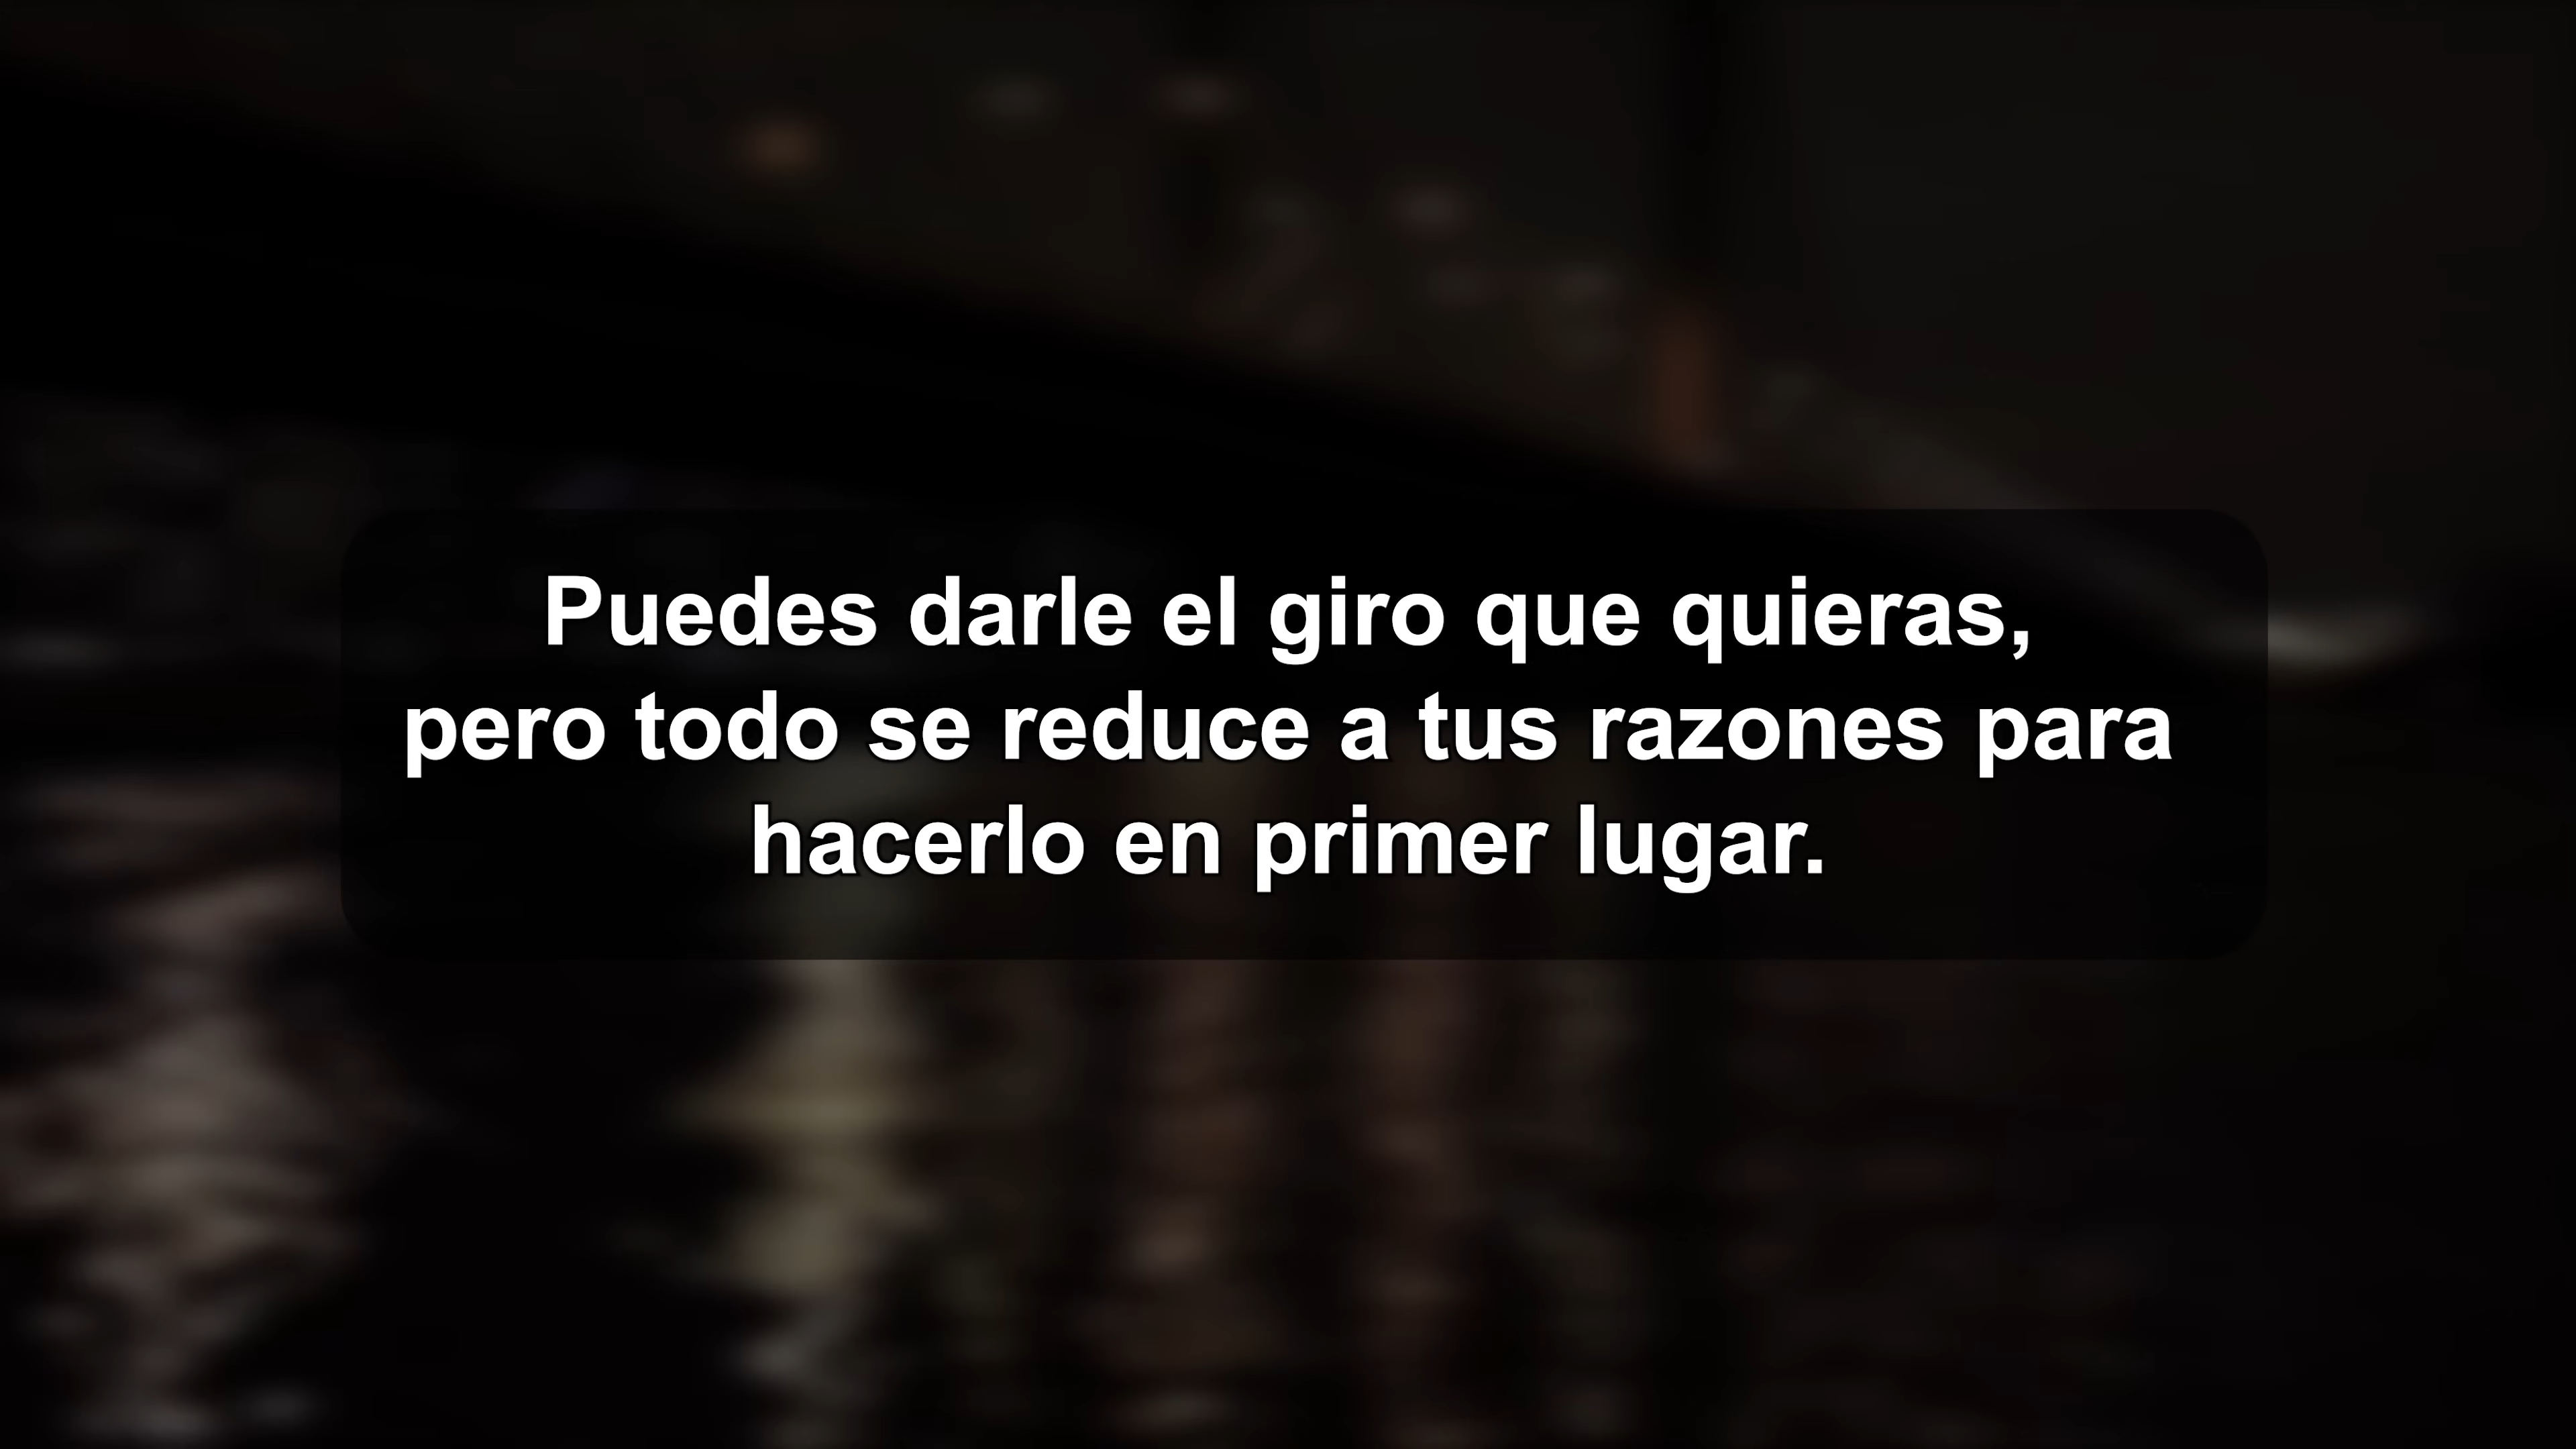 Puedes darle el giro que quieras,
pero todo se reduce a tus razones para
hacerlo en primer lugar.